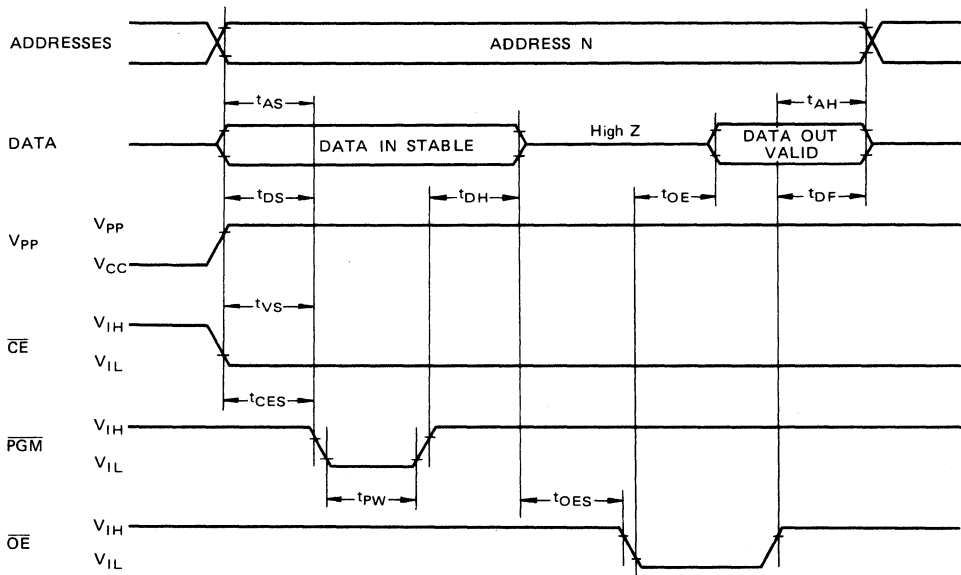 ADDRESSES
ADDRESS N
tAS
tAH
DATA
DATA IN STABLE
High Z
DATA OUT
VALID
tDS
tDH
tOE
tDF
VPP
VPP
VCC
tVS
CE
VIH
VIL
tCES
PGM
VIH
VIL
tPW
tOES
OE
VIH
VIL